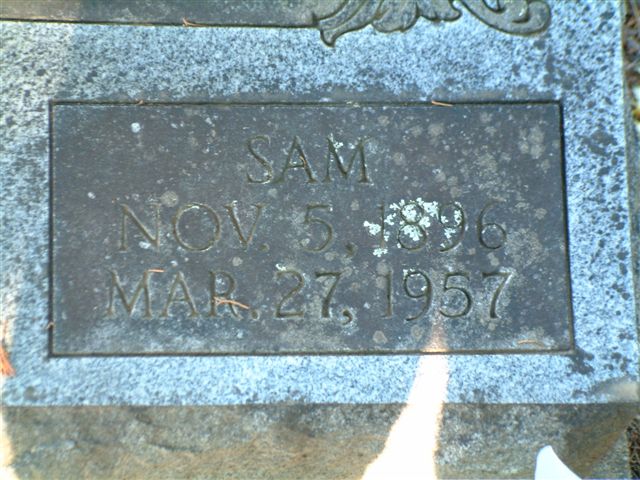 SAM
NOV. 5, 1896
MAR. 27, 1957